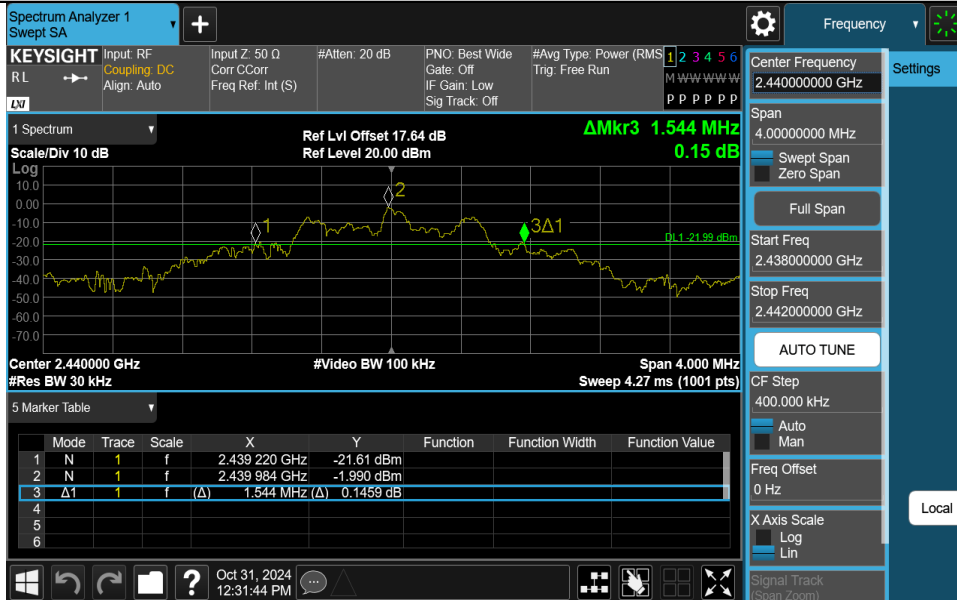 Spectrum Analyzer 1
Swept SA
Frequency
KEYSIGHT
R L
LXI
Input: RF
Coupling: DC
Align: Auto
Input Z: 50 Ω
Corr CCorr
Freq Ref: Int (S)
#Atten: 20 dB
PNO: Best Wide
Gate: Off
IF Gain: Low
Sig Track: Off
#Avg Type: Power (RMS
Trig: Free Run
1 2 3 4 5 6
M W W W W W
P P P P P P
1 Spectrum
Scale/Div 10 dB
Ref Lvl Offset 17.64 dB
Ref Level 20.00 dBm
ΔMkr3 1.544 MHz
0.15 dB
Log
10.0
0.00
-10.0
-20.0
-30.0
-40.0
-50.0
-60.0
-70.0
1
2
3Δ1
DL1 -21.99 dBm
Center 2.440000 GHz
#Video BW 100 kHz
Span 4.000 MHz
#Res BW 30 kHz
Sweep 4.27 ms (1001 pts)
5 Marker Table
Mode Trace Scale X Y Function Function Width Function Value
1 N 1 f 2.439 220 GHz -21.61 dBm
2 N 1 f 2.439 984 GHz -1.990 dBm
3 Δ1 1 f (Δ) 1.544 MHz (Δ) 0.1459 dB
4
5
6
Oct 31, 2024
12:31:44 PM
Center Frequency
2.440000000 GHz
Span
4.00000000 MHz
Swept Span
Zero Span
Full Span
Start Freq
2.438000000 GHz
Stop Freq
2.442000000 GHz
AUTO TUNE
CF Step
400.000 kHz
Auto
Man
Freq Offset
0 Hz
X Axis Scale
Log
Lin
Signal Track
(Span Zoom)
Settings
Local